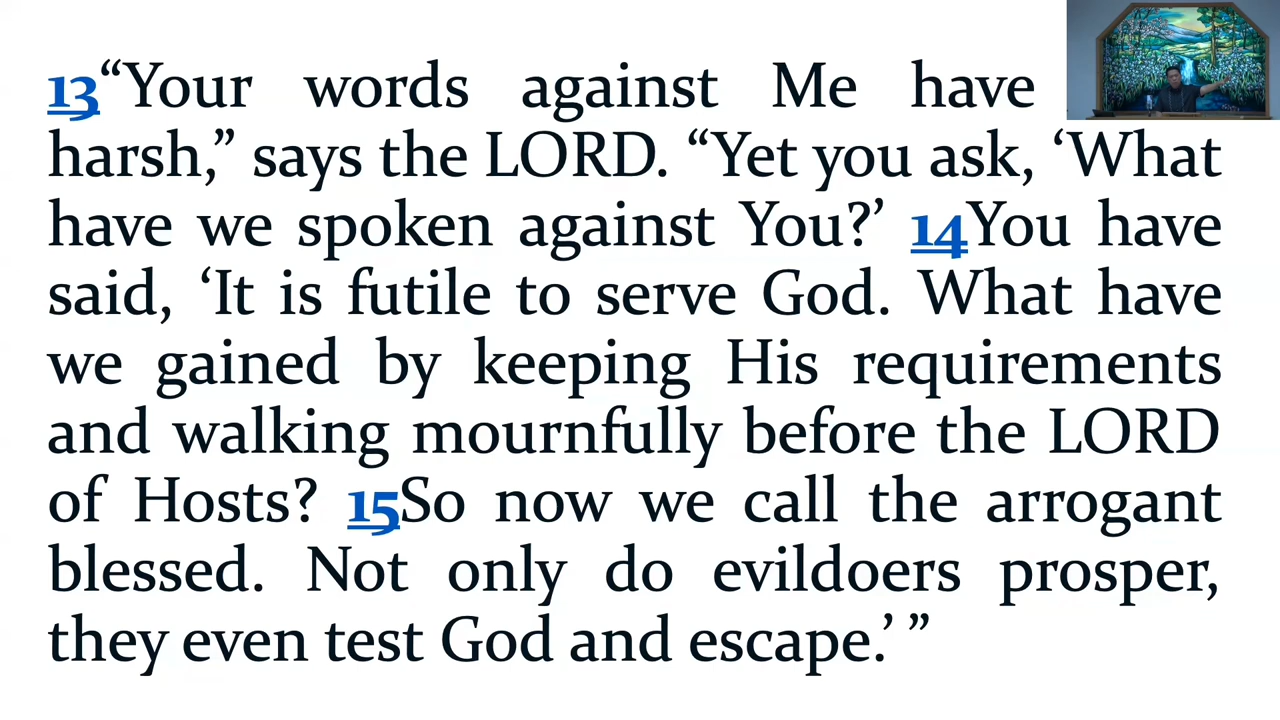 13“Your words against Me have
harsh,” says the LORD. “Yet you ask, ‘What
have we spoken against You?’ 14You have
said, ‘It is futile to serve God. What have
we gained by keeping His requirements
and walking mournfully before the LORD
of Hosts? 15So now we call the arrogant
blessed. Not only do evildoers prosper,
they even test God and escape.’ ”